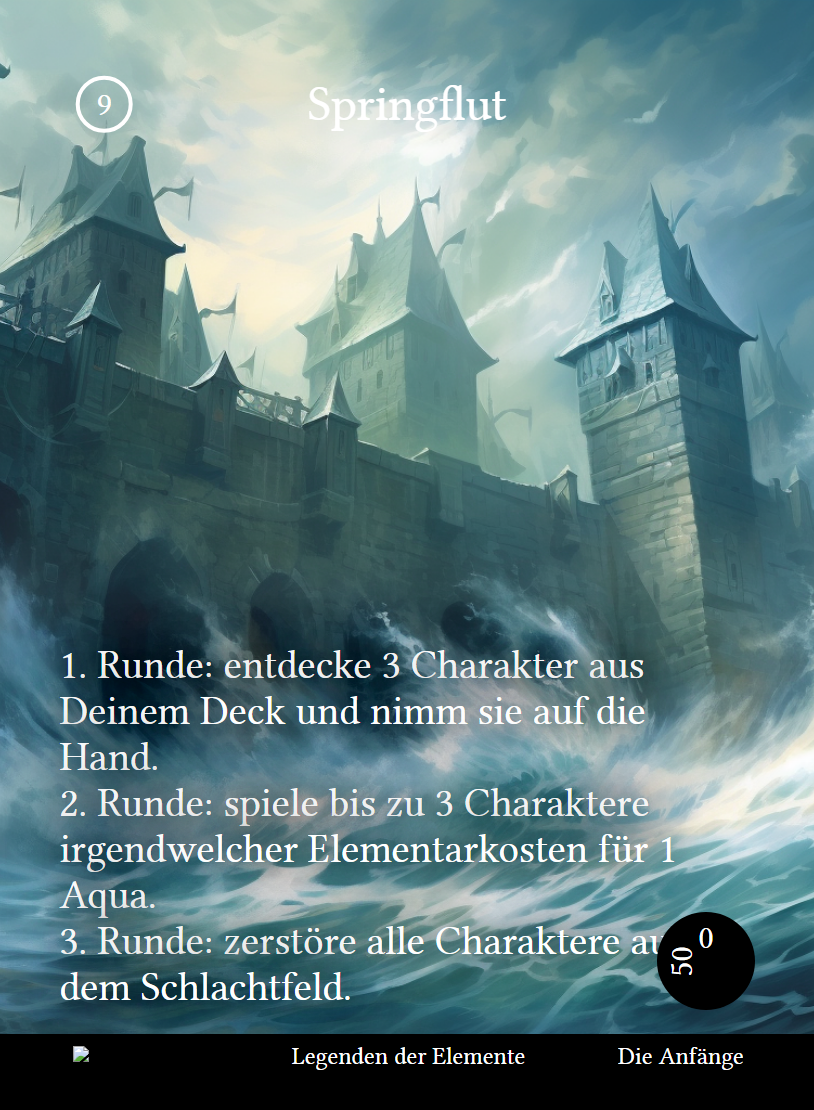 9
Springflut
1. Runde: entdecke 3 Charakter aus
Deinem Deck und nimm sie auf die
Hand.
2. Runde: spiele bis zu 3 Charaktere
irgendwelcher Elementarkosten für 1
Aqua.
3. Runde: zerstöre alle Charaktere
dem Schlachtfeld.
0
50
Legenden der Elemente
Die Anfänge